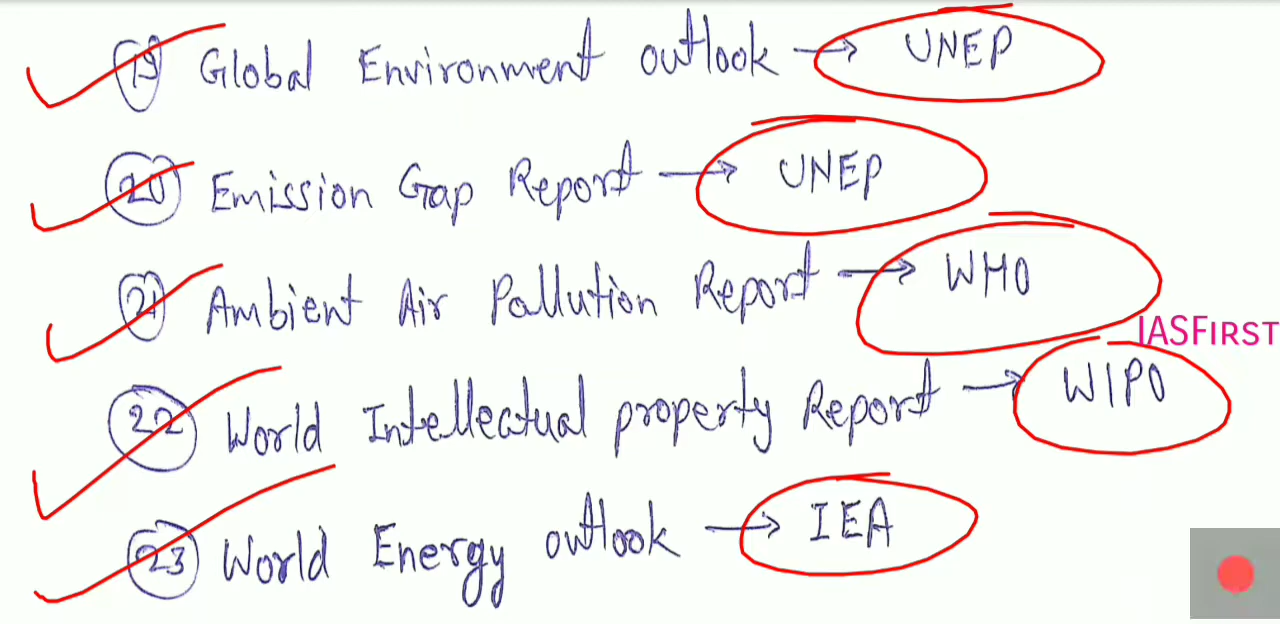 19 Global Environment outlook → UNEP
20 Emission Gap Report → UNEP
21 Ambient Air Pallution Report → WHO
IASFIRST
22 World Intellectual property Report → WIPO
23 World Energy outlook → IEA